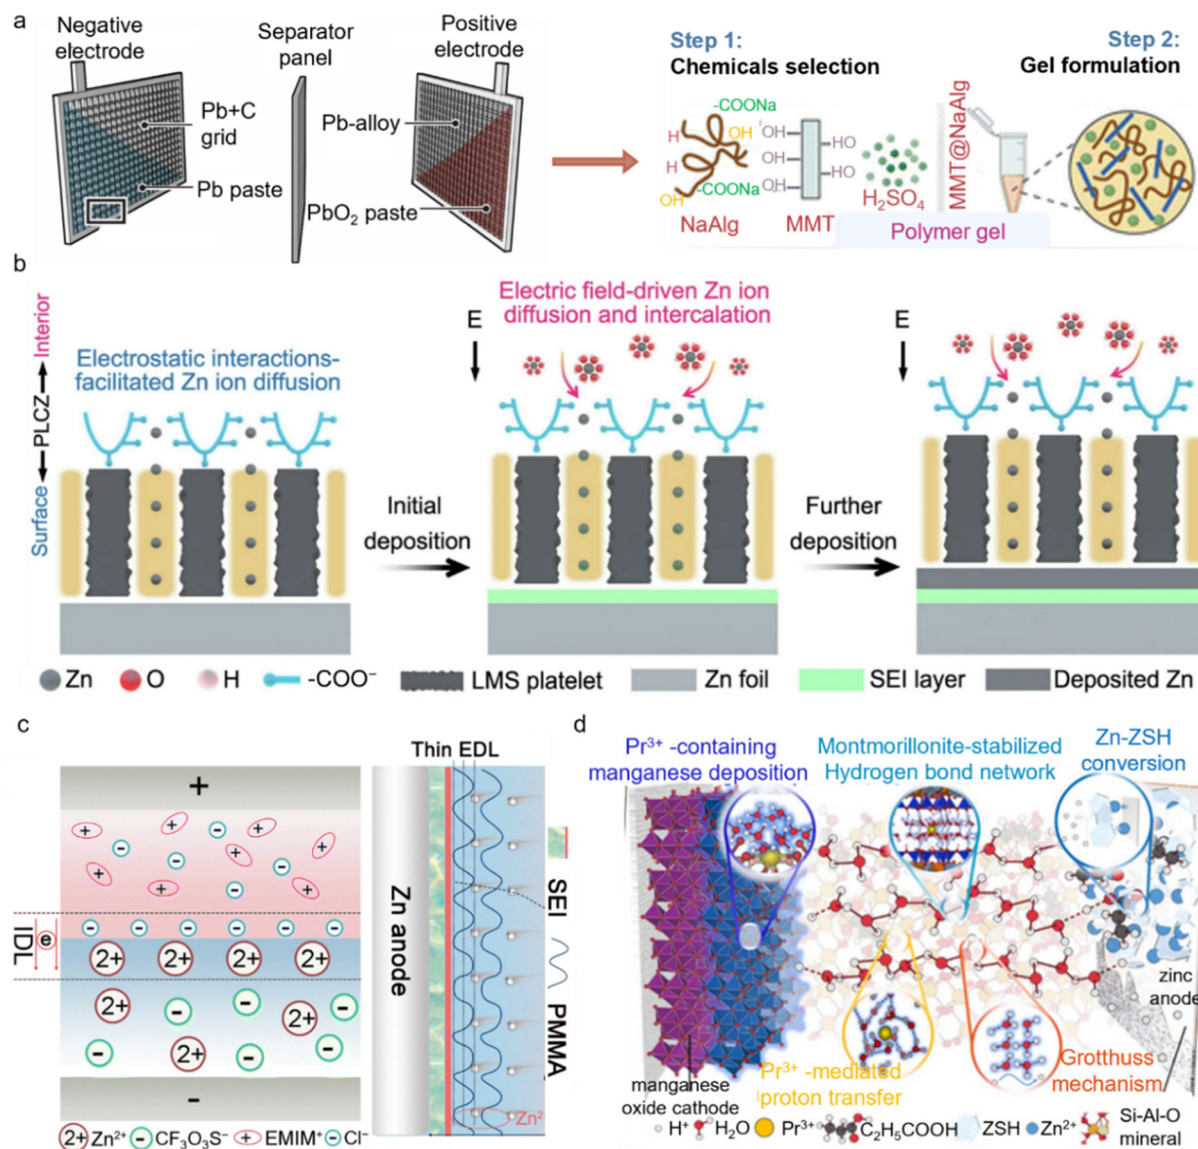 a
Negative
electrode
Separator
panel
Positive
electrode
Pb+C
grid
Pb paste
Pb-alloy
PbO₂ paste
Step 1:
Chemicals selection
Step 2:
Gel formulation
-COONa
H
OH
H
-COONa
OH
NaAlg
OH
HO
OH
HO
OH
MMT
H₂SO₄
MMT@NaAlg
Polymer gel
b
Surface
PLCZ
Interior
Electrostatic interactions-
facilitated Zn ion diffusion
Initial
deposition
E
Electric field-driven Zn ion
diffusion and intercalation
Further
deposition
E
Zn
O
H
-COO⁻
LMS platelet
Zn foil
SEI layer
Deposited Zn
c
+
+ + + - - + - + + - +
IDL
e
- - - - - -
2+ 2+ 2+ 2+
2+ - - 2+ -
- 2+ - -
-
2+ Zn²⁺ - CF₃O₃S⁻ + EMIM⁺ - Cl⁻
Thin EDL
Zn anode
SEI
PMMA
Zn²
d
Pr³⁺ -containing
manganese deposition
Montmorillonite-stabilized
Hydrogen bond network
Zn-ZSH
conversion
zinc
anode
manganese
oxide cathode
Pr³⁺ -mediated
proton transfer
Grotthuss
mechanism
H⁺
H₂O
Pr³⁺
C₂H₅COOH
ZSH
Zn²⁺
Si-Al-O
mineral